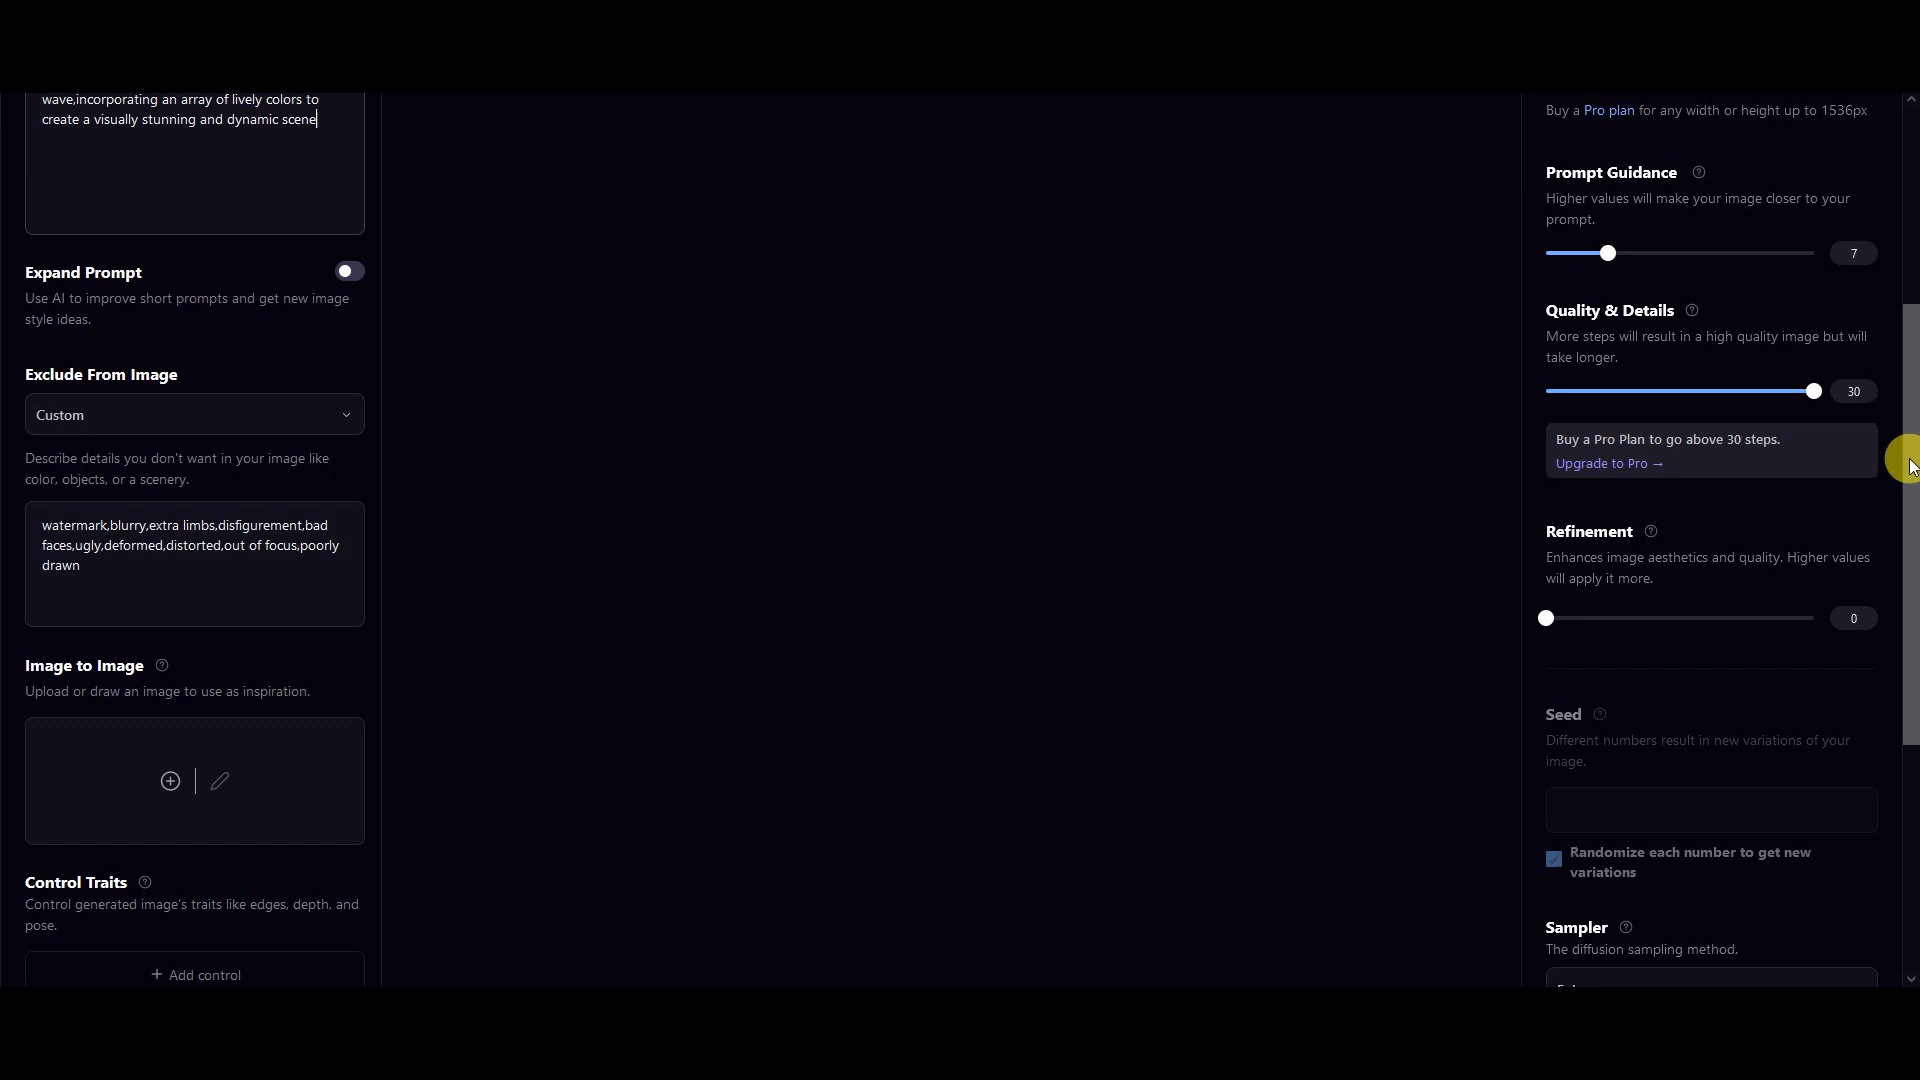 wave,incorporating an array of lively colors to
create a visually stunning and dynamic scene
Expand Prompt
Use AI to improve short prompts and get new image
style ideas.
Exclude From Image
Custom
Describe details you don't want in your image like
color, objects, or a scenery.
watermark,blurry,extra limbs,disfigurement,bad
faces,ugly,deformed,distorted,out of focus,poorly
drawn
Image to Image
Upload or draw an image to use as inspiration.
Control Traits
Control generated image's traits like edges, depth, and
pose.
+ Add control
Buy a Pro plan for any width or height up to 1536px
Prompt Guidance
Higher values will make your image closer to your
prompt.
7
Quality & Details
More steps will result in a high quality image but will
take longer.
30
Buy a Pro Plan to go above 30 steps.
Upgrade to Pro →
Refinement
Enhances image aesthetics and quality. Higher values
will apply it more.
0
Seed
Different numbers result in new variations of your
image.
Randomize each number to get new
variations
Sampler
The diffusion sampling method.